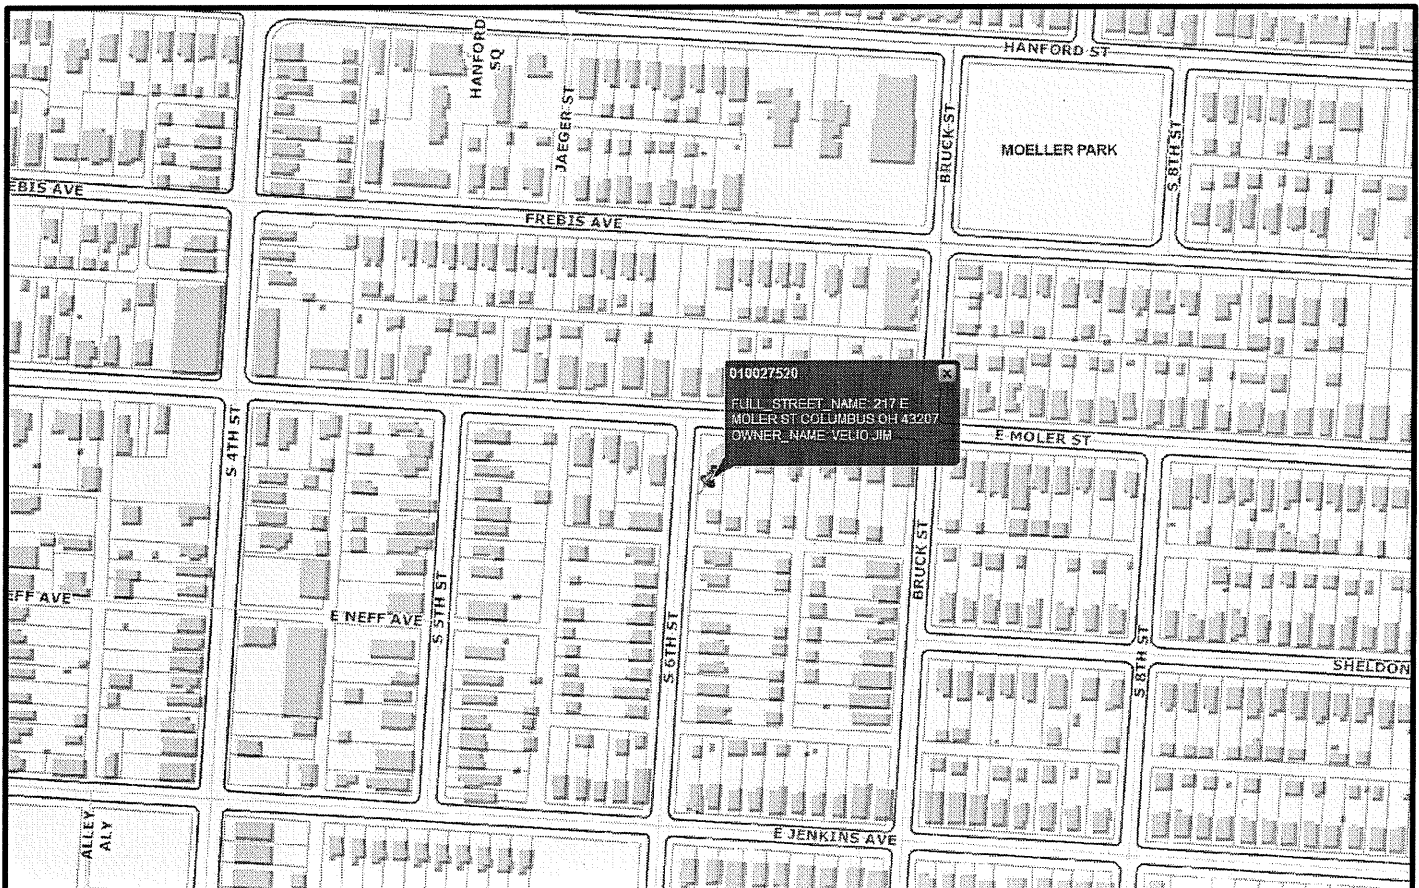 HANFORD ST
HANFORD
SQ
JAEGER ST
BRUCK ST
MOELLER PARK
S 8TH ST
EBIS AVE
FREBIS AVE
010027520
FULL_STREET_NAME: 217 E
MOLER ST COLUMBUS OH 43207
OWNER_NAME: VELIO JIM
S 4TH ST
E MOLER ST
BRUCK ST
EFF AVE
E NEFF AVE
S 5TH ST
S 6TH ST
S 8TH ST
SHELDON
ALLEY
ALY
E JENKINS AVE